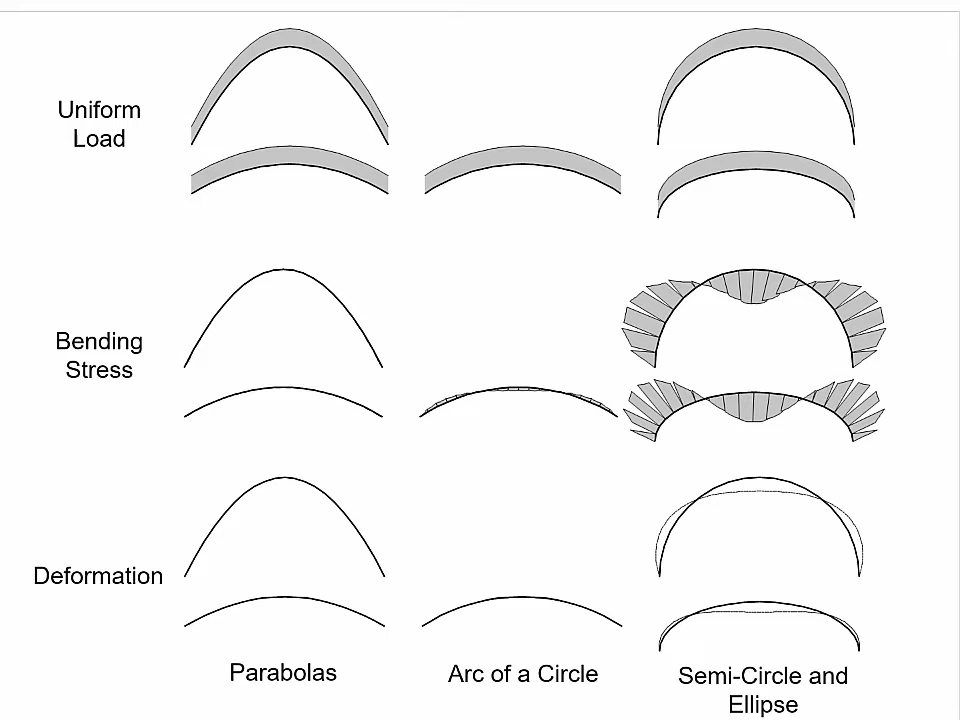 Uniform
Load
Bending
Stress
Deformation
Parabolas
Arc of a Circle
Semi-Circle and
Ellipse